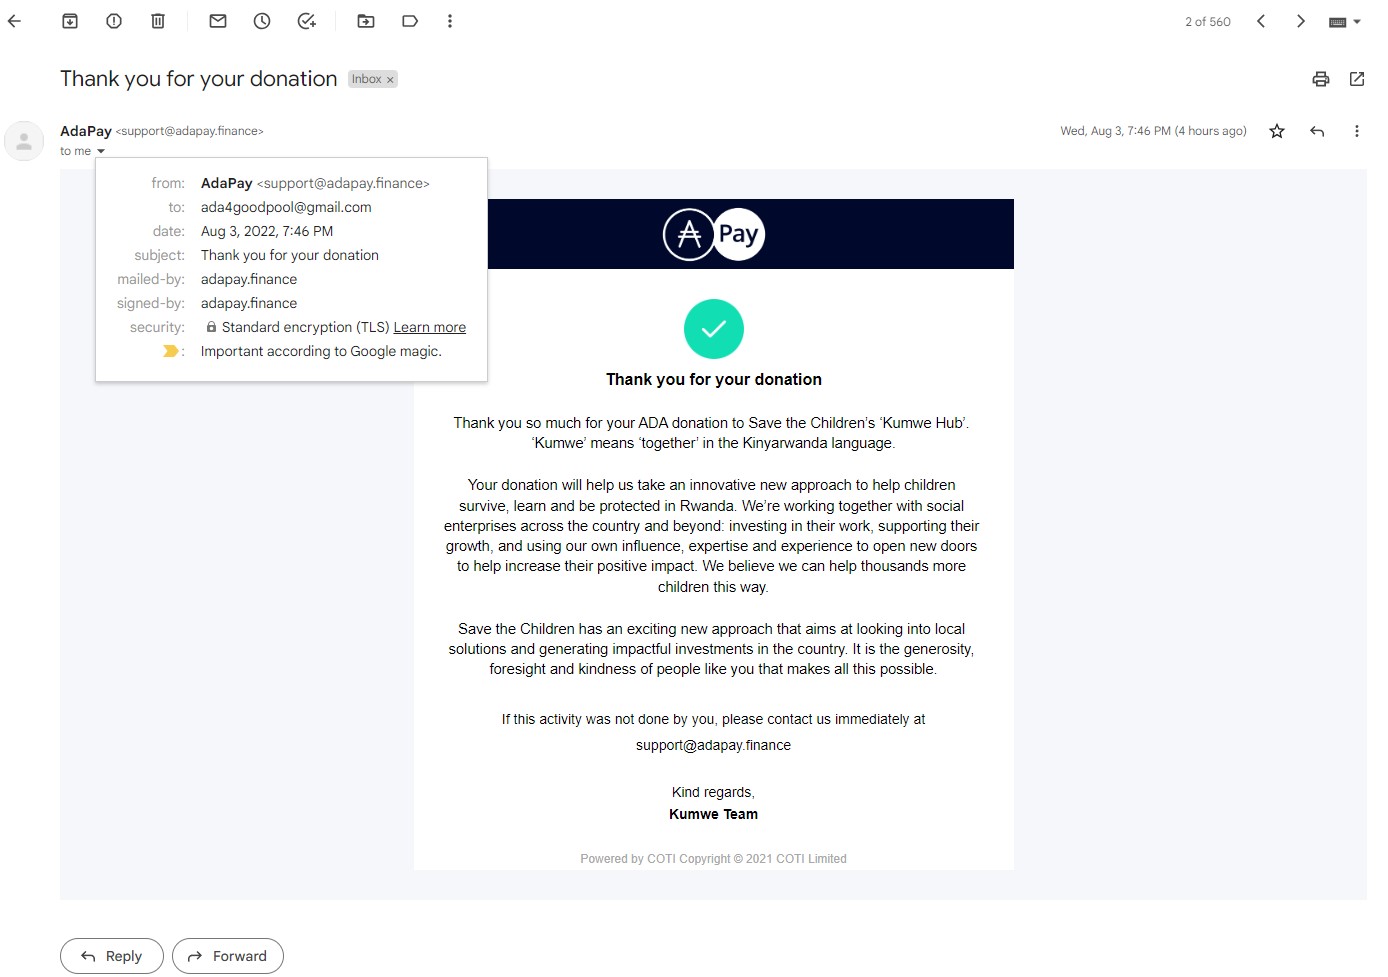 2 of 560
Thank you for your donation
Inbox ×
AdaPay <support@adapay.finance>
Wed, Aug 3, 7:46 PM (4 hours ago)
to me
from: AdaPay <support@adapay.finance>
to: ada4goodpool@gmail.com
date: Aug 3, 2022, 7:46 PM
subject: Thank you for your donation
mailed-by: adapay.finance
signed-by: adapay.finance
security: Standard encryption (TLS) Learn more
: Important according to Google magic.
Pay
Thank you for your donation
Thank you so much for your ADA donation to Save the Children's ‘Kumwe Hub’.
‘Kumwe’ means ‘together’ in the Kinyarwanda language.
Your donation will help us take an innovative new approach to help children
survive, learn and be protected in Rwanda. We’re working together with social
enterprises across the country and beyond: investing in their work, supporting their
growth, and using our own influence, expertise and experience to open new doors
to help increase their positive impact. We believe we can help thousands more
children this way.
Save the Children has an exciting new approach that aims at looking into local
solutions and generating impactful investments in the country. It is the generosity,
foresight and kindness of people like you that makes all this possible.
If this activity was not done by you, please contact us immediately at
support@adapay.finance
Kind regards,
Kumwe Team
Powered by COTI Copyright © 2021 COTI Limited
Reply
Forward